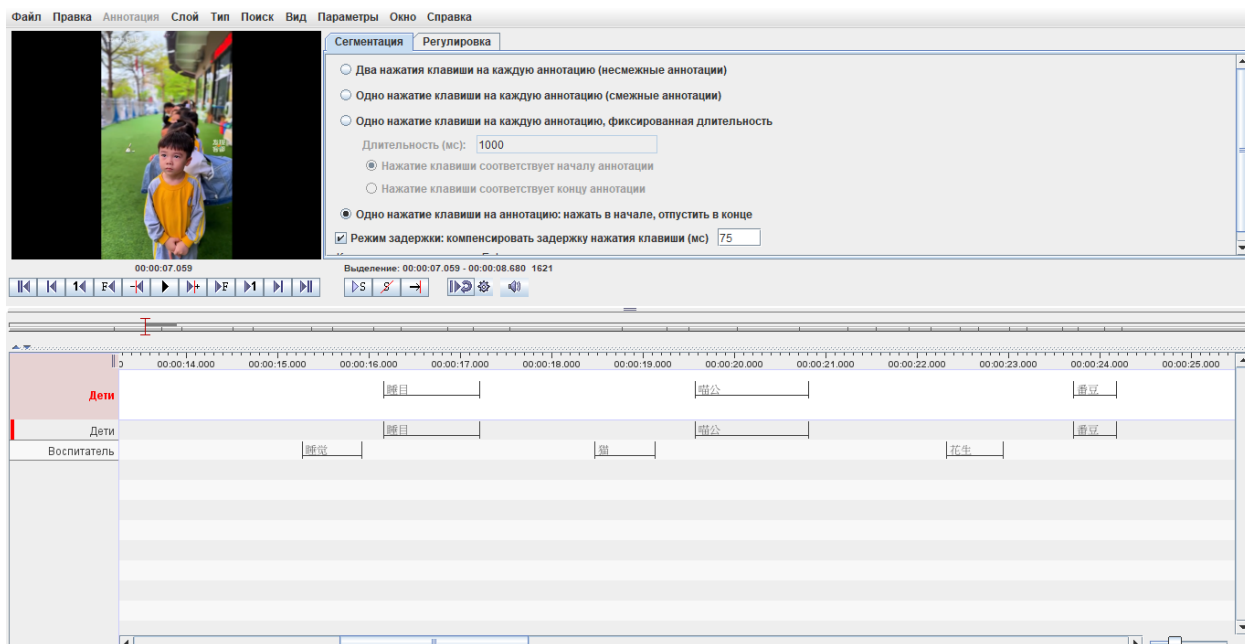 Файл Правка Аннотация Слой Тип Поиск Вид Параметры Окно Справка
Сегментация Регулировка
Два нажатия клавиши на каждую аннотацию (несмежные аннотации)
Одно нажатие клавиши на каждую аннотацию (смежные аннотации)
Одно нажатие клавиши на каждую аннотацию, фиксированная длительность
Длительность (мс): 1000
Нажатие клавиши соответствует началу аннотации
Нажатие клавиши соответствует концу аннотации
Одно нажатие клавиши на аннотацию: нажать в начале, отпустить в конце
Режим задержки: компенсировать задержку нажатия клавиши (мс) 75
00:00:07.059
Выделение: 00:00:07.059 - 00:00:08.680 1621
00:00:14.000 00:00:15.000 00:00:16.000 00:00:17.000 00:00:18.000 00:00:19.000 00:00:20.000 00:00:21.000 00:00:22.000 00:00:23.000 00:00:24.000 00:00:25.000
Дети 睡目 喵公 番豆
Дети 睡目 喵公 番豆
Воспитатель 睡觉 猫 花生